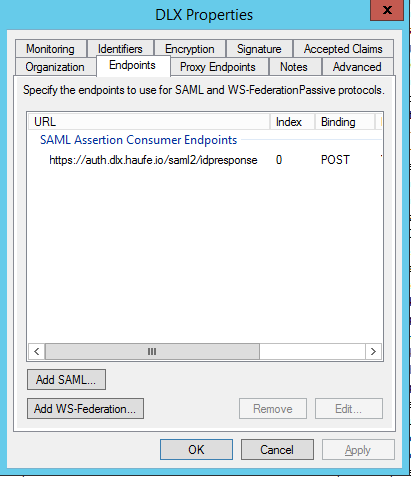 DLX Properties
x
Monitoring Identifiers Encryption Signature Accepted Claims
Organization Endpoints Proxy Endpoints Notes Advanced
Specify the endpoints to use for SAML and WS-FederationPassive protocols.
URL Index Binding
SAML Assertion Consumer Endpoints
https://auth.dlx.haufe.io/saml2/idpresponse 0 POST
Add SAML...
Add WS-Federation... Remove Edit...
OK Cancel Apply